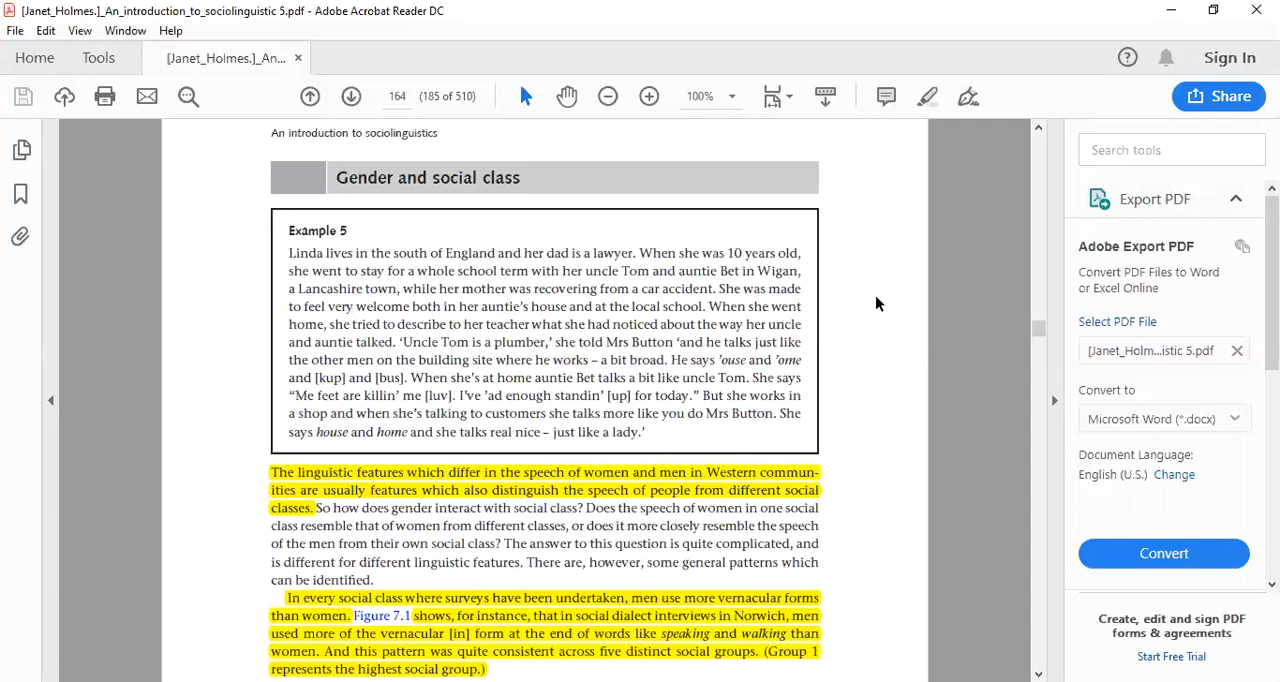 [Janet_Holmes.]_An_introduction_to_sociolinguistic 5.pdf - Adobe Acrobat Reader DC
File Edit View Window Help
Home Tools [Janet_Holmes.]_An... ×
Sign In
164 (185 of 510) 100% Share
An introduction to sociolinguistics
Gender and social class
Example 5
Linda lives in the south of England and her dad is a lawyer. When she was 10 years old,
she went to stay for a whole school term with her uncle Tom and auntie Bet in Wigan,
a Lancashire town, while her mother was recovering from a car accident. She was made
to feel very welcome both in her auntie's house and at the local school. When she went
home, she tried to describe to her teacher what she had noticed about the way her uncle
and auntie talked. 'Uncle Tom is a plumber,' she told Mrs Button 'and he talks just like
the other men on the building site where he works – a bit broad. He says 'ouse and 'ome
and [kup] and [bus]. When she's at home auntie Bet talks a bit like uncle Tom. She says
"Me feet are killin' me [luv]. I've 'ad enough standin' [up] for today." But she works in
a shop and when she's talking to customers she talks more like you do Mrs Button. She
says house and home and she talks real nice – just like a lady.'
The linguistic features which differ in the speech of women and men in Western commun-
ities are usually features which also distinguish the speech of people from different social
classes. So how does gender interact with social class? Does the speech of women in one social
class resemble that of women from different classes, or does it more closely resemble the speech
of the men from their own social class? The answer to this question is quite complicated, and
is different for different linguistic features. There are, however, some general patterns which
can be identified.
In every social class where surveys have been undertaken, men use more vernacular forms
than women. Figure 7.1 shows, for instance, that in social dialect interviews in Norwich, men
used more of the vernacular [in] form at the end of words like speaking and walking than
women. And this pattern was quite consistent across five distinct social groups. (Group 1
represents the highest social group.)
Search tools
Export PDF
Adobe Export PDF
Convert PDF Files to Word
or Excel Online
Select PDF File
[Janet_Holm...istic 5.pdf
Convert to
Microsoft Word (*.docx)
Document Language:
English (U.S.) Change
Convert
Create, edit and sign PDF
forms & agreements
Start Free Trial